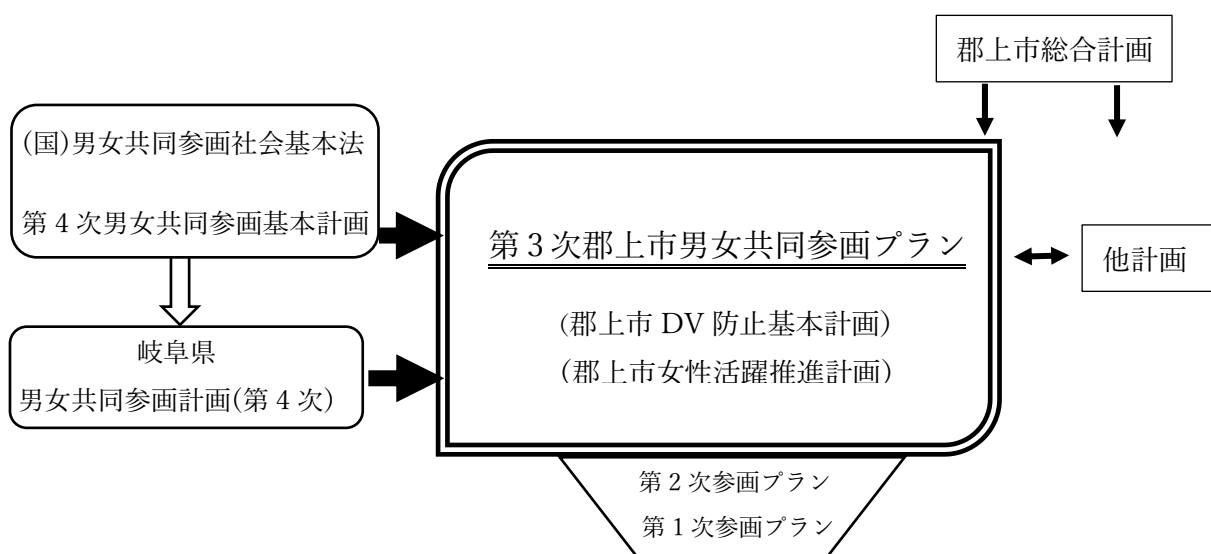 郡上市総合計画
(国)男女共同参画社会基本法
第4次男女共同参画基本計画
第3次郡上市男女共同参画プラン
他計画
(郡上市 DV 防止基本計画)
(郡上市女性活躍推進計画)
岐阜県
男女共同参画計画(第4次)
第2次参画プラン
第1次参画プラン